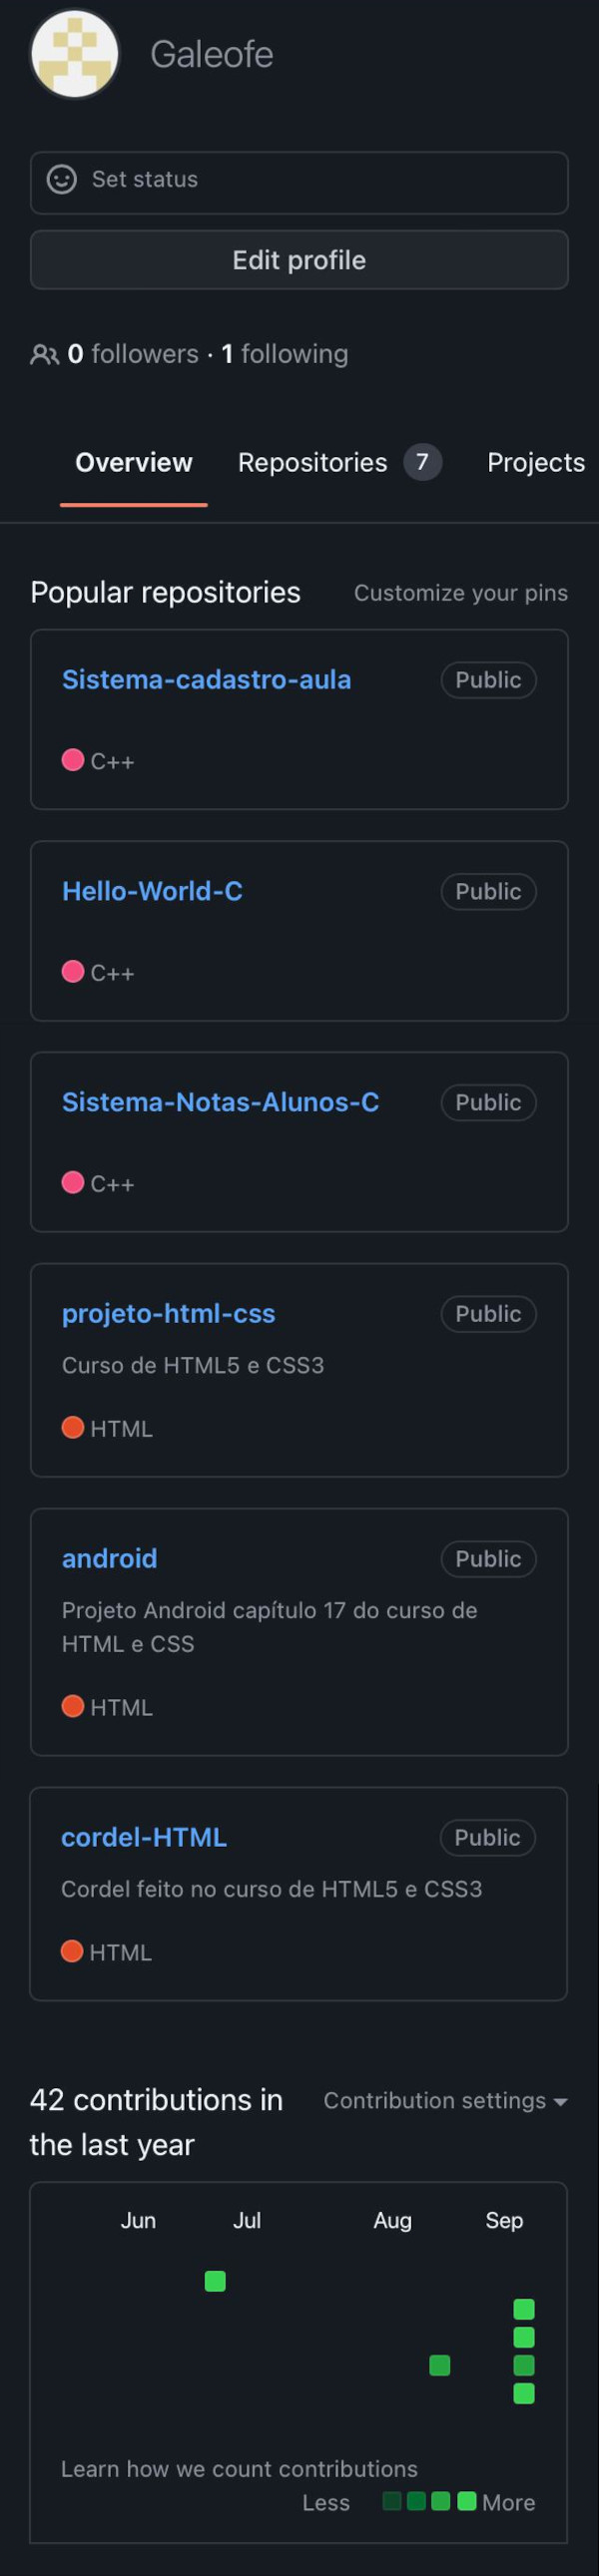 Galeofe
Set status
Edit profile
0 followers · 1 following
Overview Repositories 7 Projects
Popular repositories Customize your pins
Sistema-cadastro-aula Public
C++
Hello-World-C Public
C++
Sistema-Notas-Alunos-C Public
C++
projeto-html-css Public
Curso de HTML5 e CSS3
HTML
android Public
Projeto Android capítulo 17 do curso de
HTML e CSS
HTML
cordel-HTML Public
Cordel feito no curso de HTML5 e CSS3
HTML
42 contributions in Contribution settings
the last year
Jun Jul Aug Sep
Learn how we count contributions
Less More